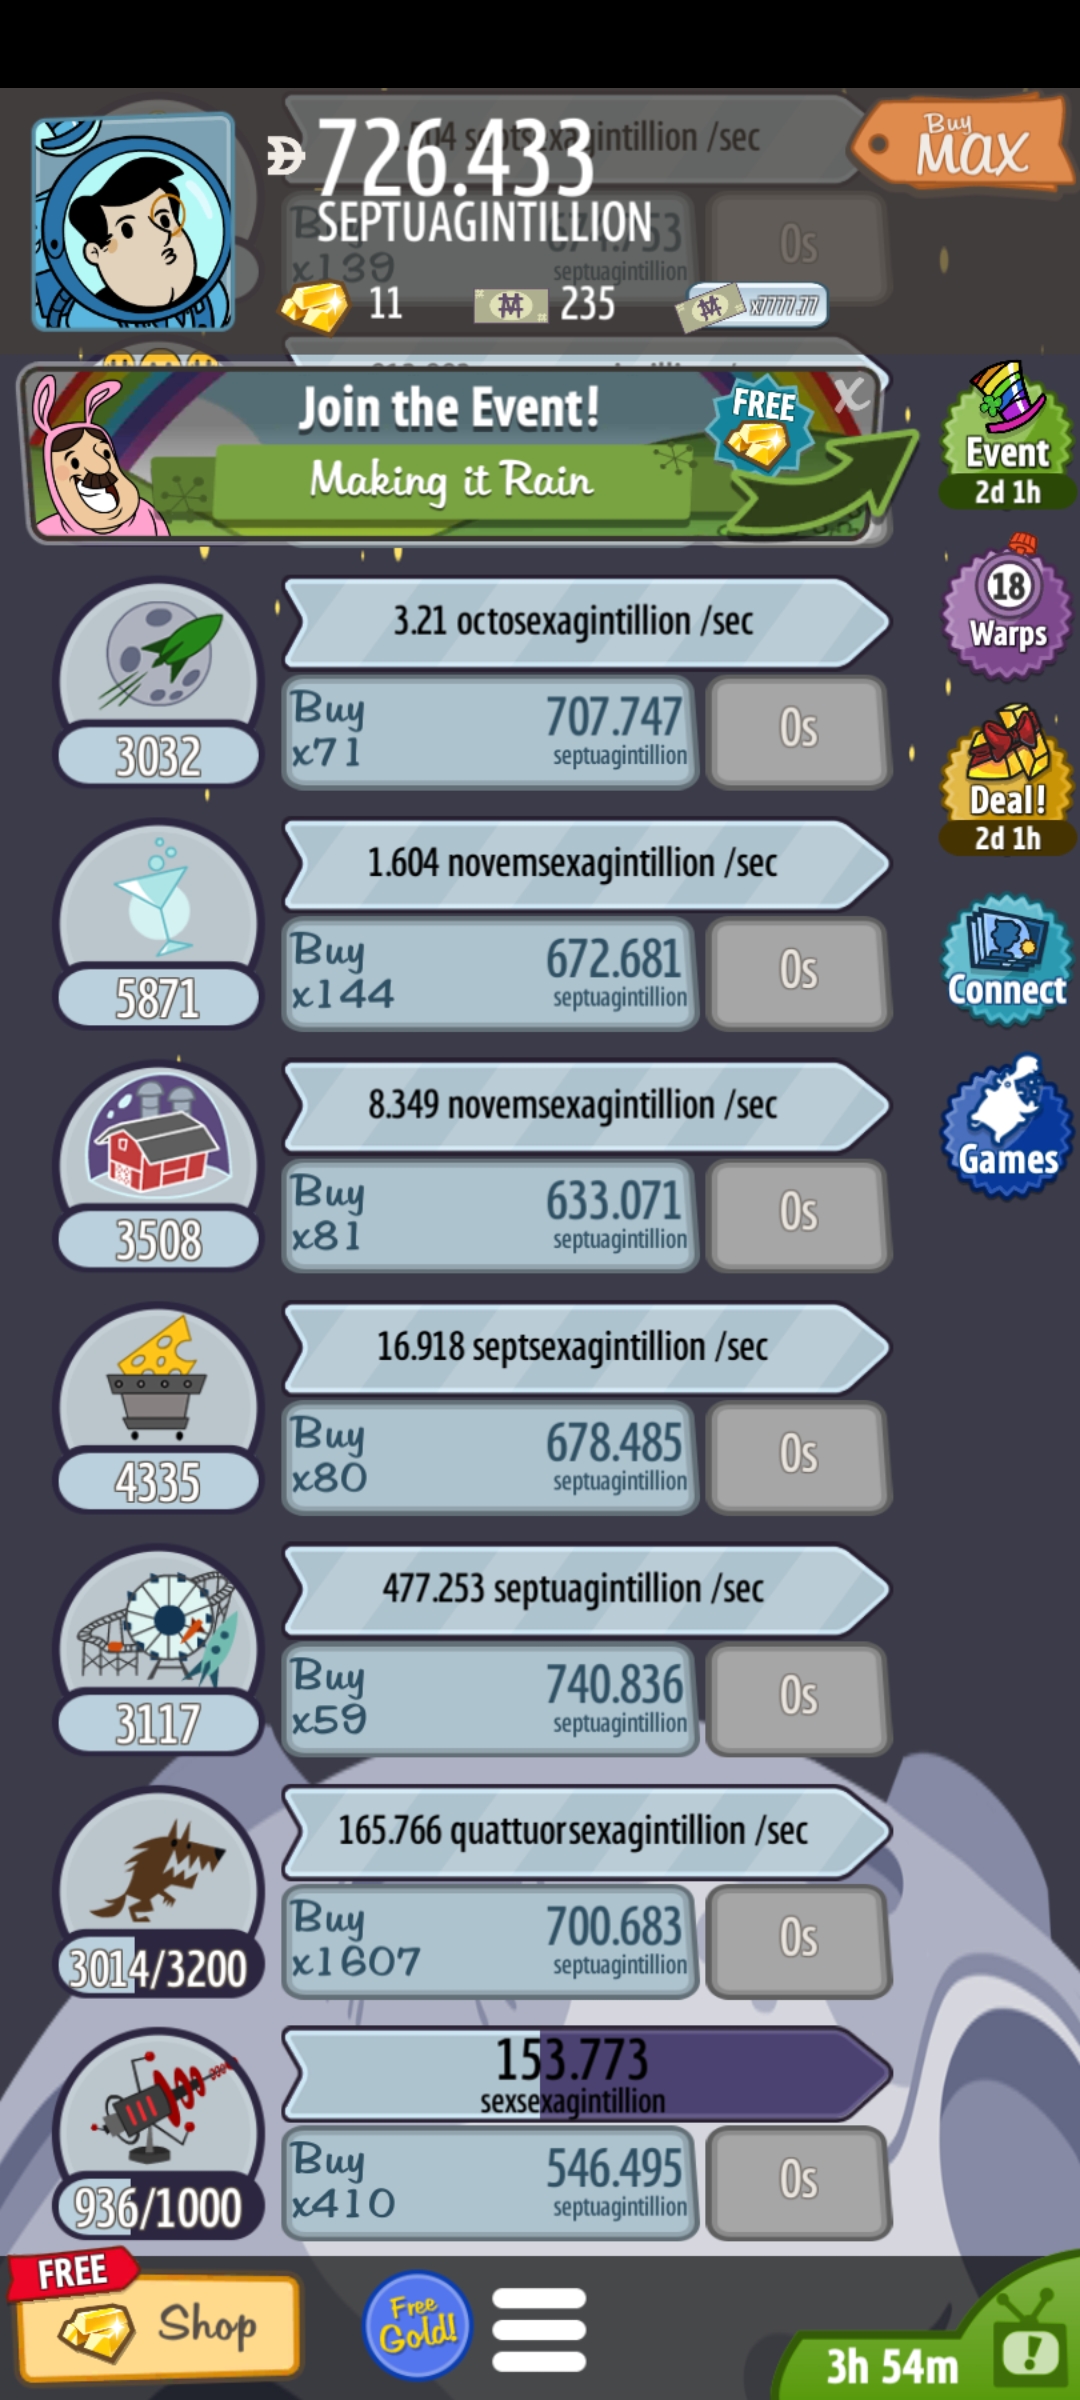 726.433
SEPTUAGINTILLION
Buy
MAX
x139
septuagintillion
0s
11
235
x7777.77
Join the Event!
FREE
X
Making it Rain
Event
2d 1h
18
Warps
Deal!
2d 1h
Connect
Games
3.21 octosexagintillion /sec
Buy
x71
707.747
septuagintillion
0s
3032
1.604 novemsexagintillion /sec
Buy
x144
672.681
septuagintillion
0s
5871
8.349 novemsexagintillion /sec
Buy
x81
633.071
septuagintillion
0s
3508
16.918 septsexagintillion /sec
Buy
x80
678.485
septuagintillion
0s
4335
477.253 septuagintillion /sec
Buy
x59
740.836
septuagintillion
0s
3117
165.766 quattuorsexagintillion /sec
Buy
x1607
700.683
septuagintillion
0s
3014/3200
153.773
sexsexagintillion
Buy
x410
546.495
septuagintillion
0s
936/1000
FREE
Shop
Free
Gold!
3h 54m